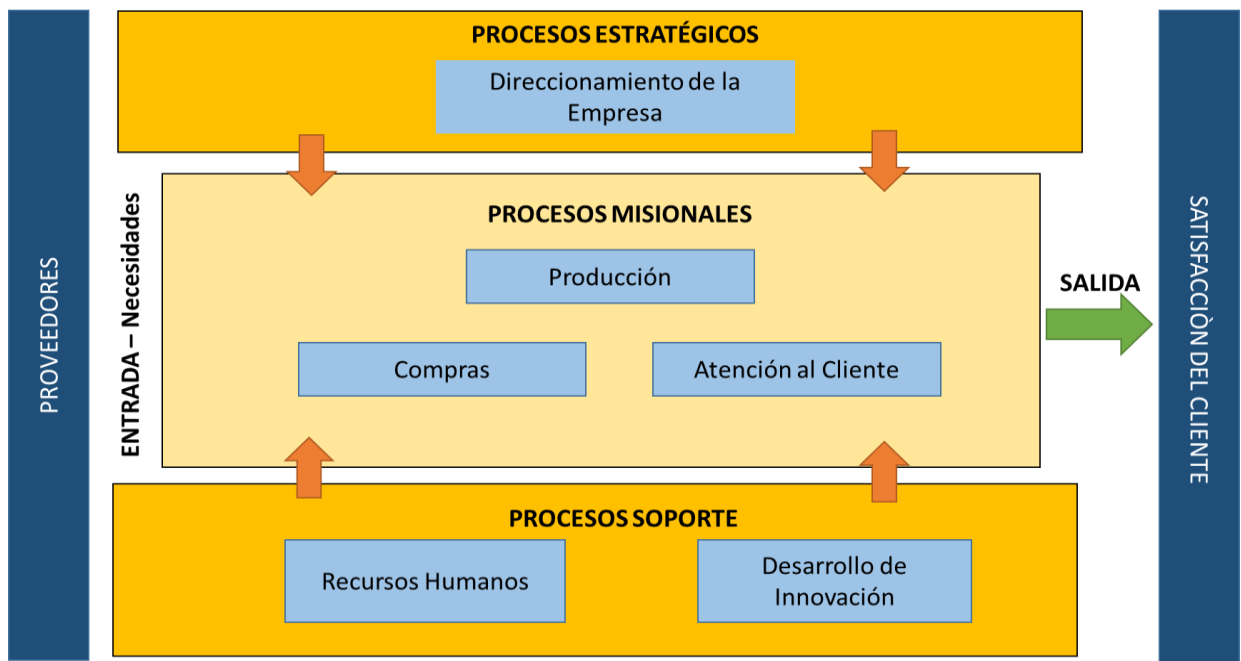 PROVEEDORES
ENTRADA – Necesidades
PROCESOS ESTRATÉGICOS
Direccionamiento de la
Empresa
PROCESOS MISIONALES
Producción
Compras
Atención al Cliente
PROCESOS SOPORTE
Recursos Humanos
Desarrollo de
Innovación
SALIDA
SATISFACCIÒN DEL CLIENTE